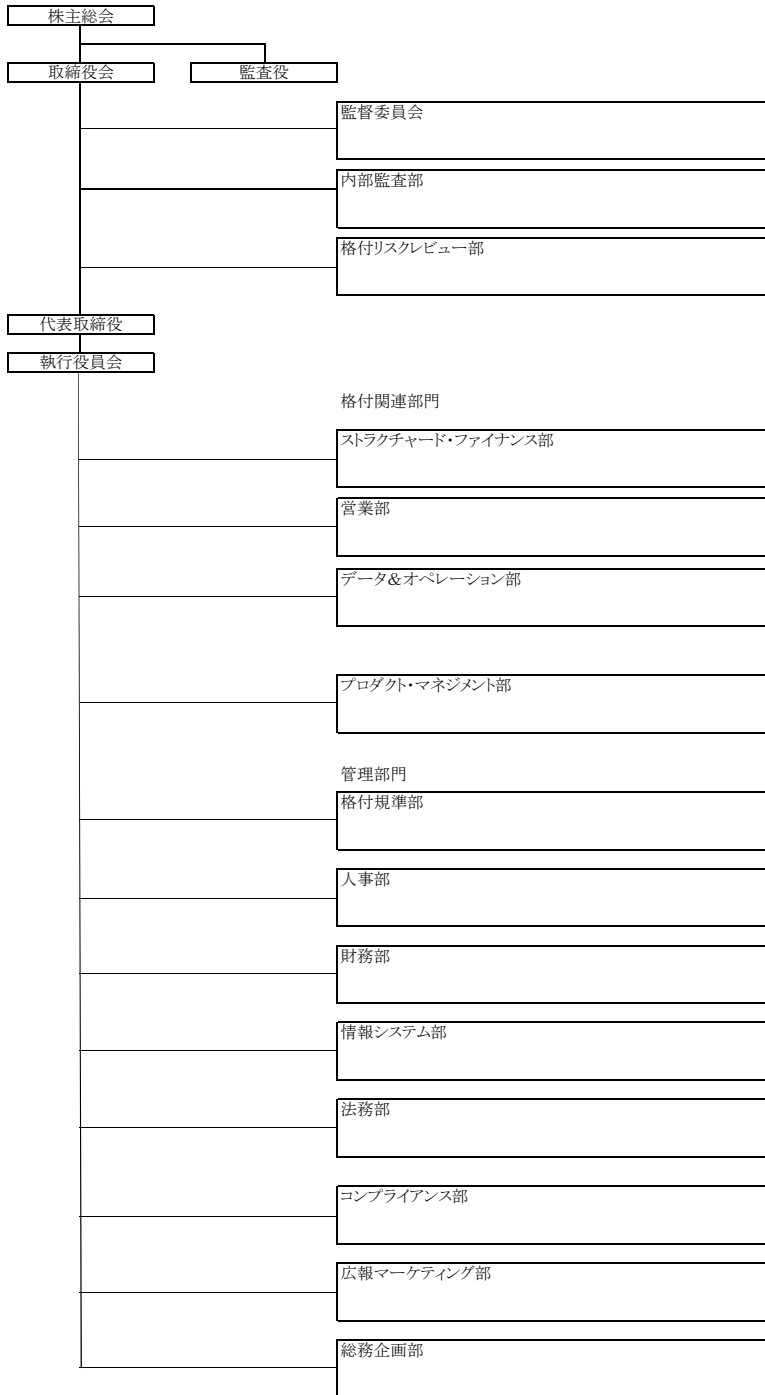 株主総会
取締役会
監査役
監督委員会
内部監査部
格付リスクレビュー部
代表取締役
執行役員会
格付関連部門
ストラクチャード・ファイナンス部
営業部
データ&オペレーション部
プロダクト・マネジメント部
管理部門
格付規準部
人事部
財務部
情報システム部
法務部
コンプライアンス部
広報マーケティング部
総務企画部